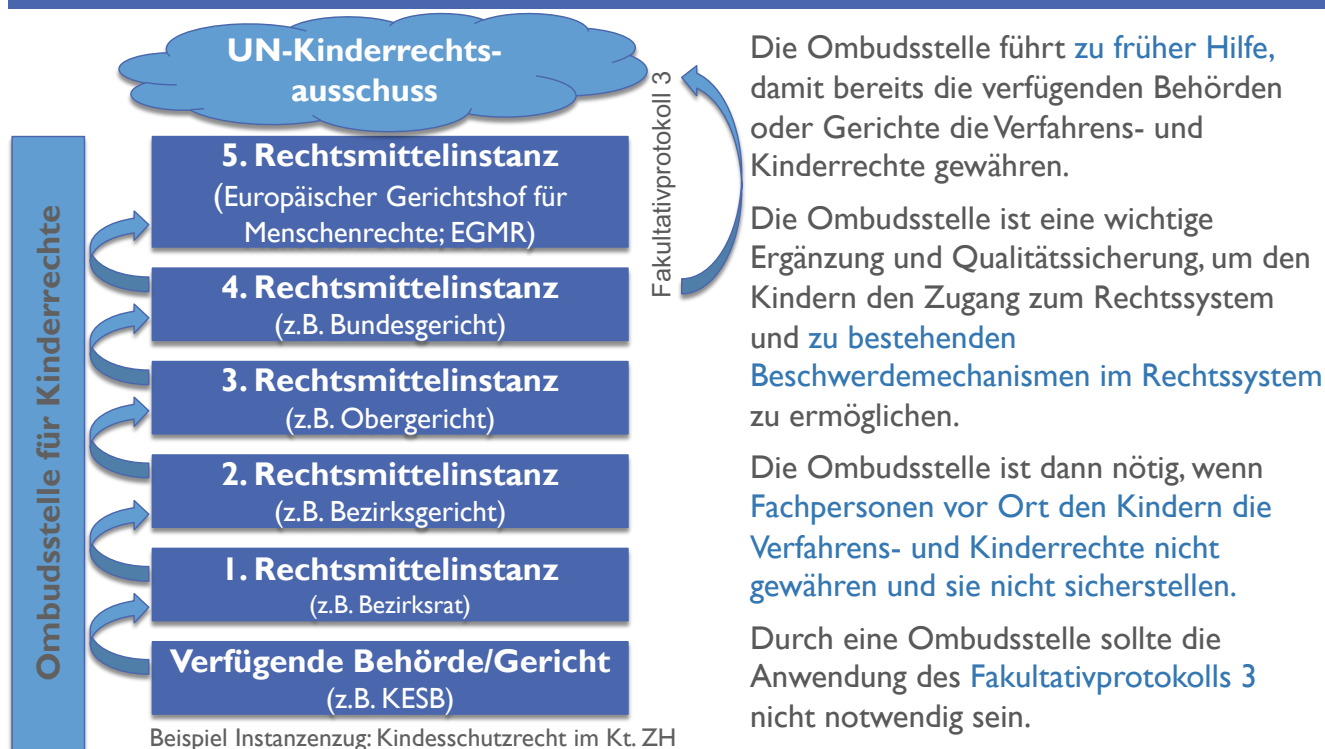 UN-Kinderrechts-
ausschuss
Fakultativprotokoll 3
Ombudsstelle für Kinderrechte
5. Rechtsmittelinstanz
(Europäischer Gerichtshof für
Menschenrechte; EGMR)
4. Rechtsmittelinstanz
(z.B. Bundesgericht)
3. Rechtsmittelinstanz
(z.B. Obergericht)
2. Rechtsmittelinstanz
(z.B. Bezirksgericht)
1. Rechtsmittelinstanz
(z.B. Bezirksrat)
Verfügende Behörde/Gericht
(z.B. KESB)
Beispiel Instanzenzug: Kindesschutzrecht im Kt. ZH
Die Ombudsstelle führt zu früher Hilfe,
damit bereits die verfügenden Behörden
oder Gerichte die Verfahrens- und
Kinderrechte gewähren.
Die Ombudsstelle ist eine wichtige
Ergänzung und Qualitätssicherung, um den
Kindern den Zugang zum Rechtssystem
und zu bestehenden
Beschwerdemechanismen im Rechtssystem
zu ermöglichen.
Die Ombudsstelle ist dann nötig, wenn
Fachpersonen vor Ort den Kindern die
Verfahrens- und Kinderrechte nicht
gewähren und sie nicht sicherstellen.
Durch eine Ombudsstelle sollte die
Anwendung des Fakultativprotokolls 3
nicht notwendig sein.